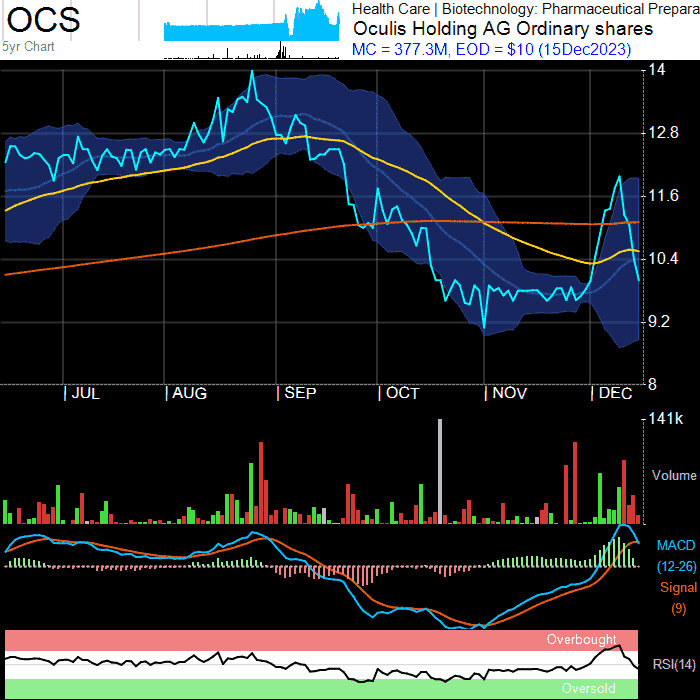 OCS
5yr Chart
Health Care | Biotechnology: Pharmaceutical Prepara
Oculis Holding AG Ordinary shares
MC = 377.3M, EOD = $10 (15Dec2023)
14
12.8
11.6
10.4
9.2
8
| JUL | AUG | SEP | OCT | NOV | DEC
141k
Volume
MACD
(12-26)
Signal
(9)
Overbought
RSI(14)
Oversold